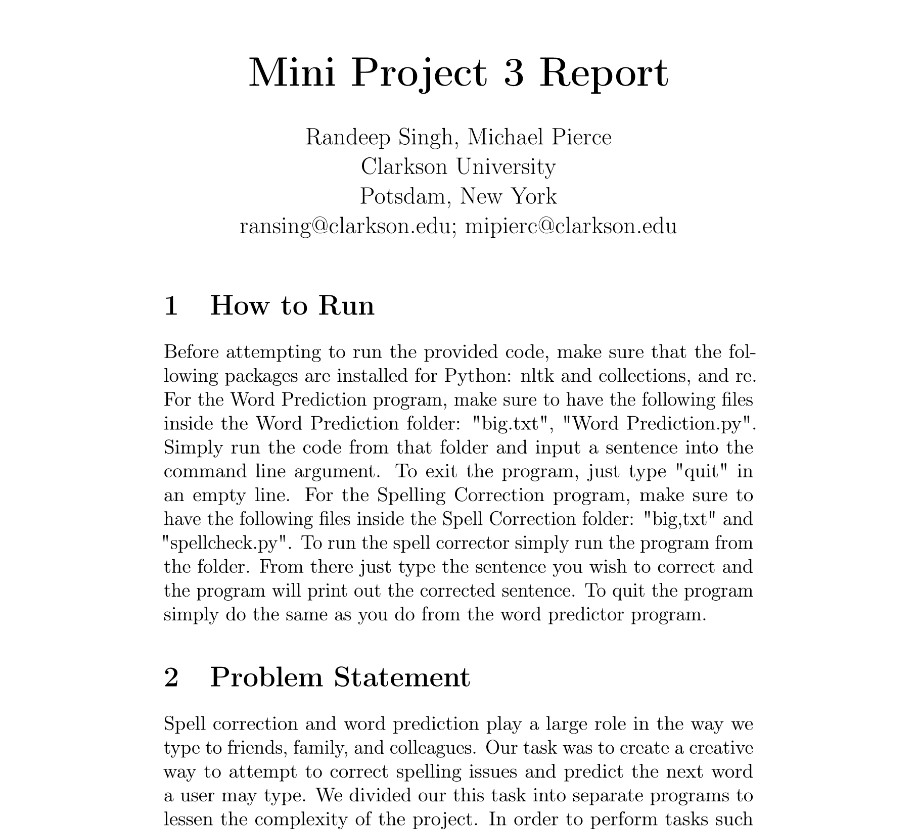 Mini Project 3 Report
Randeep Singh, Michael Pierce
Clarkson University
Potsdam, New York
ransing@clarkson.edu; mipierc@clarkson.edu
1 How to Run
Before attempting to run the provided code, make sure that the fol-
lowing packages are installed for Python: nltk and collections, and re.
For the Word Prediction program, make sure to have the following files
inside the Word Prediction folder: "big.txt", "Word Prediction.py".
Simply run the code from that folder and input a sentence into the
command line argument. To exit the program, just type "quit" in
an empty line. For the Spelling Correction program, make sure to
have the following files inside the Spell Correction folder: "big,txt" and
"spellcheck.py". To run the spell corrector simply run the program from
the folder. From there just type the sentence you wish to correct and
the program will print out the corrected sentence. To quit the program
simply do the same as you do from the word predictor program.
2 Problem Statement
Spell correction and word prediction play a large role in the way we
type to friends, family, and colleagues. Our task was to create a creative
way to attempt to correct spelling issues and predict the next word
a user may type. We divided our this task into separate programs to
lessen the complexity of the project. In order to perform tasks such